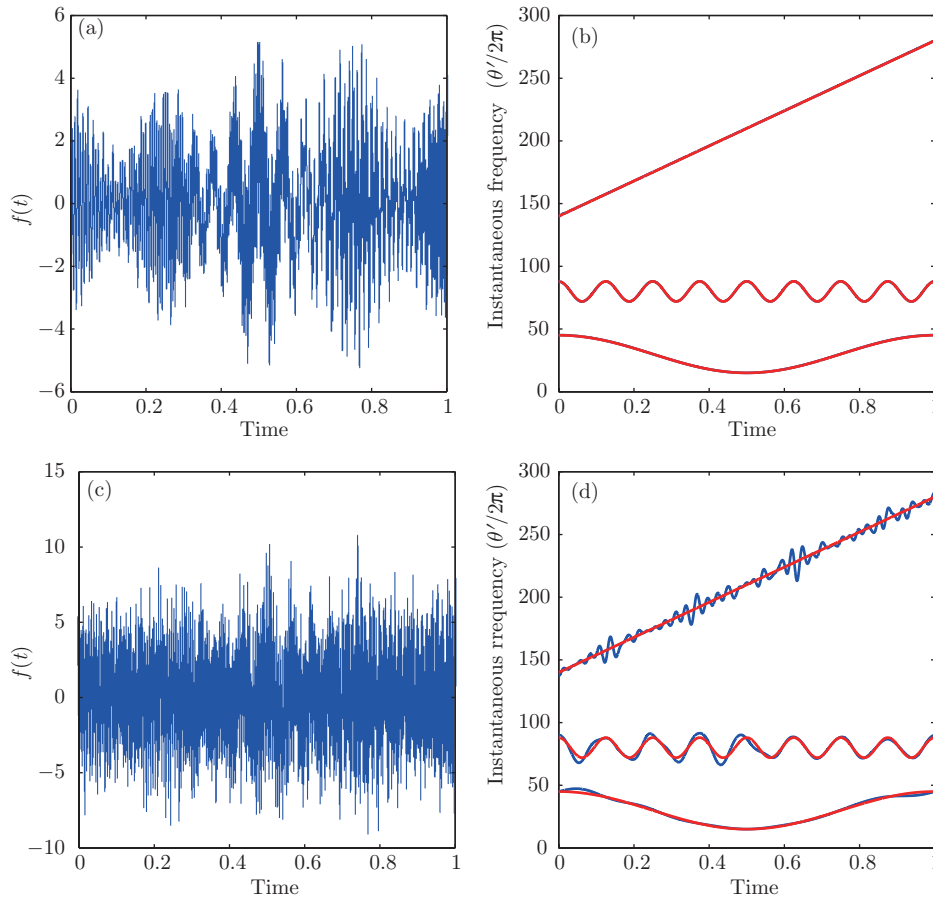 (a)
6
4
2
0
−2
−4
−6
f(t)
0 0.2 0.4 0.6 0.8 1
Time
(b)
300
250
200
150
100
50
0
Instantaneous frequency (θ′/2π)
0 0.2 0.4 0.6 0.8 1
Time
(c)
15
10
5
0
−5
−10
f(t)
0 0.2 0.4 0.6 0.8 1
Time
(d)
300
250
200
150
100
50
0
Instantaneous rrequency (θ′/2π)
0 0.2 0.4 0.6 0.8 1
Time